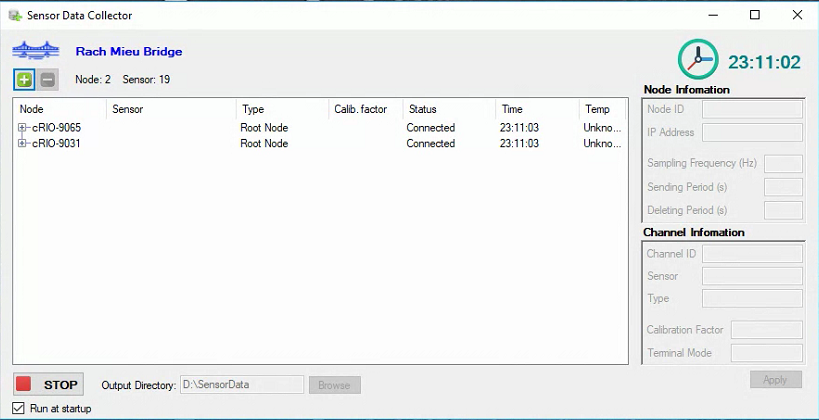 Sensor Data Collector
Rach Mieu Bridge
23:11:02
Node: 2 Sensor: 19
Node Infomation
Node Sensor Type Calib. factor Status Time Temp
cRIO-9065 Root Node Connected 23:11:03 Unkno...
cRIO-9031 Root Node Connected 23:11:03 Unkno...
Node ID
IP Address
Sampling Frequency (Hz)
Sending Period (s)
Deleting Period (s)
Channel Infomation
Channel ID
Sensor
Type
Calibration Factor
Terminal Mode
Apply
STOP Output Directory: D:\SensorData Browse
Run at startup